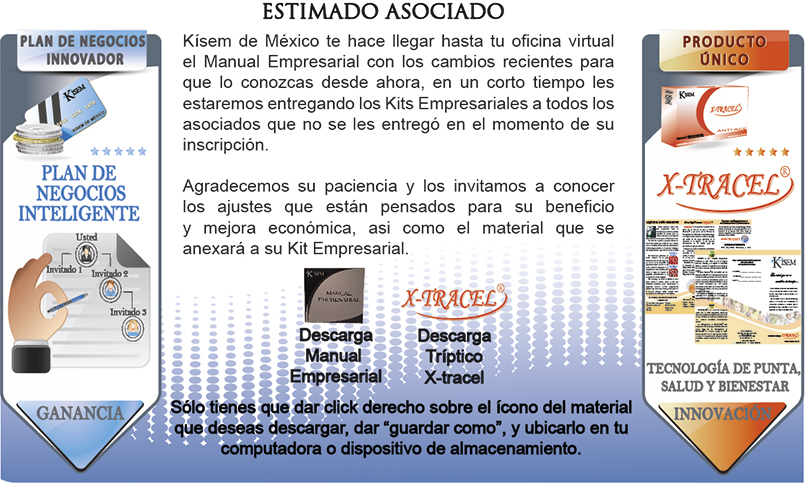 ESTIMADO ASOCIADO
PLAN DE NEGOCIOS
INNOVADOR
KISEM
KISEM DE MÉXICO
PLAN DE
NEGOCIOS
INTELIGENTE
Usted
Invitado 1
Invitado 2
Invitado 3
GANANCIA
Kísem de México te hace llegar hasta tu oficina virtual
el Manual Empresarial con los cambios recientes para
que lo conozcas desde ahora, en un corto tiempo les
estaremos entregando los Kits Empresariales a todos los
asociados que no se les entregó en el momento de su
inscripción.
Agradecemos su paciencia y los invitamos a conocer
los ajustes que están pensados para su beneficio
y mejora económica, asi como el material que se
anexará a su Kit Empresarial.
KISEM
MANUAL
EMPRESARIAL
X-TRACEL®
Descarga
Manual
Empresarial
Descarga
Tríptico
X-tracel
Sólo tienes que dar click derecho sobre el ícono del material
que deseas descargar, dar “guardar como”, y ubicarlo en tu
computadora o dispositivo de almacenamiento.
PRODUCTO
ÚNICO
KISEM
X-TRACEL
X-TRACEL®
KISEM
TECNOLOGÍA DE PUNTA,
SALUD Y BIENESTAR
INNOVACIÓN